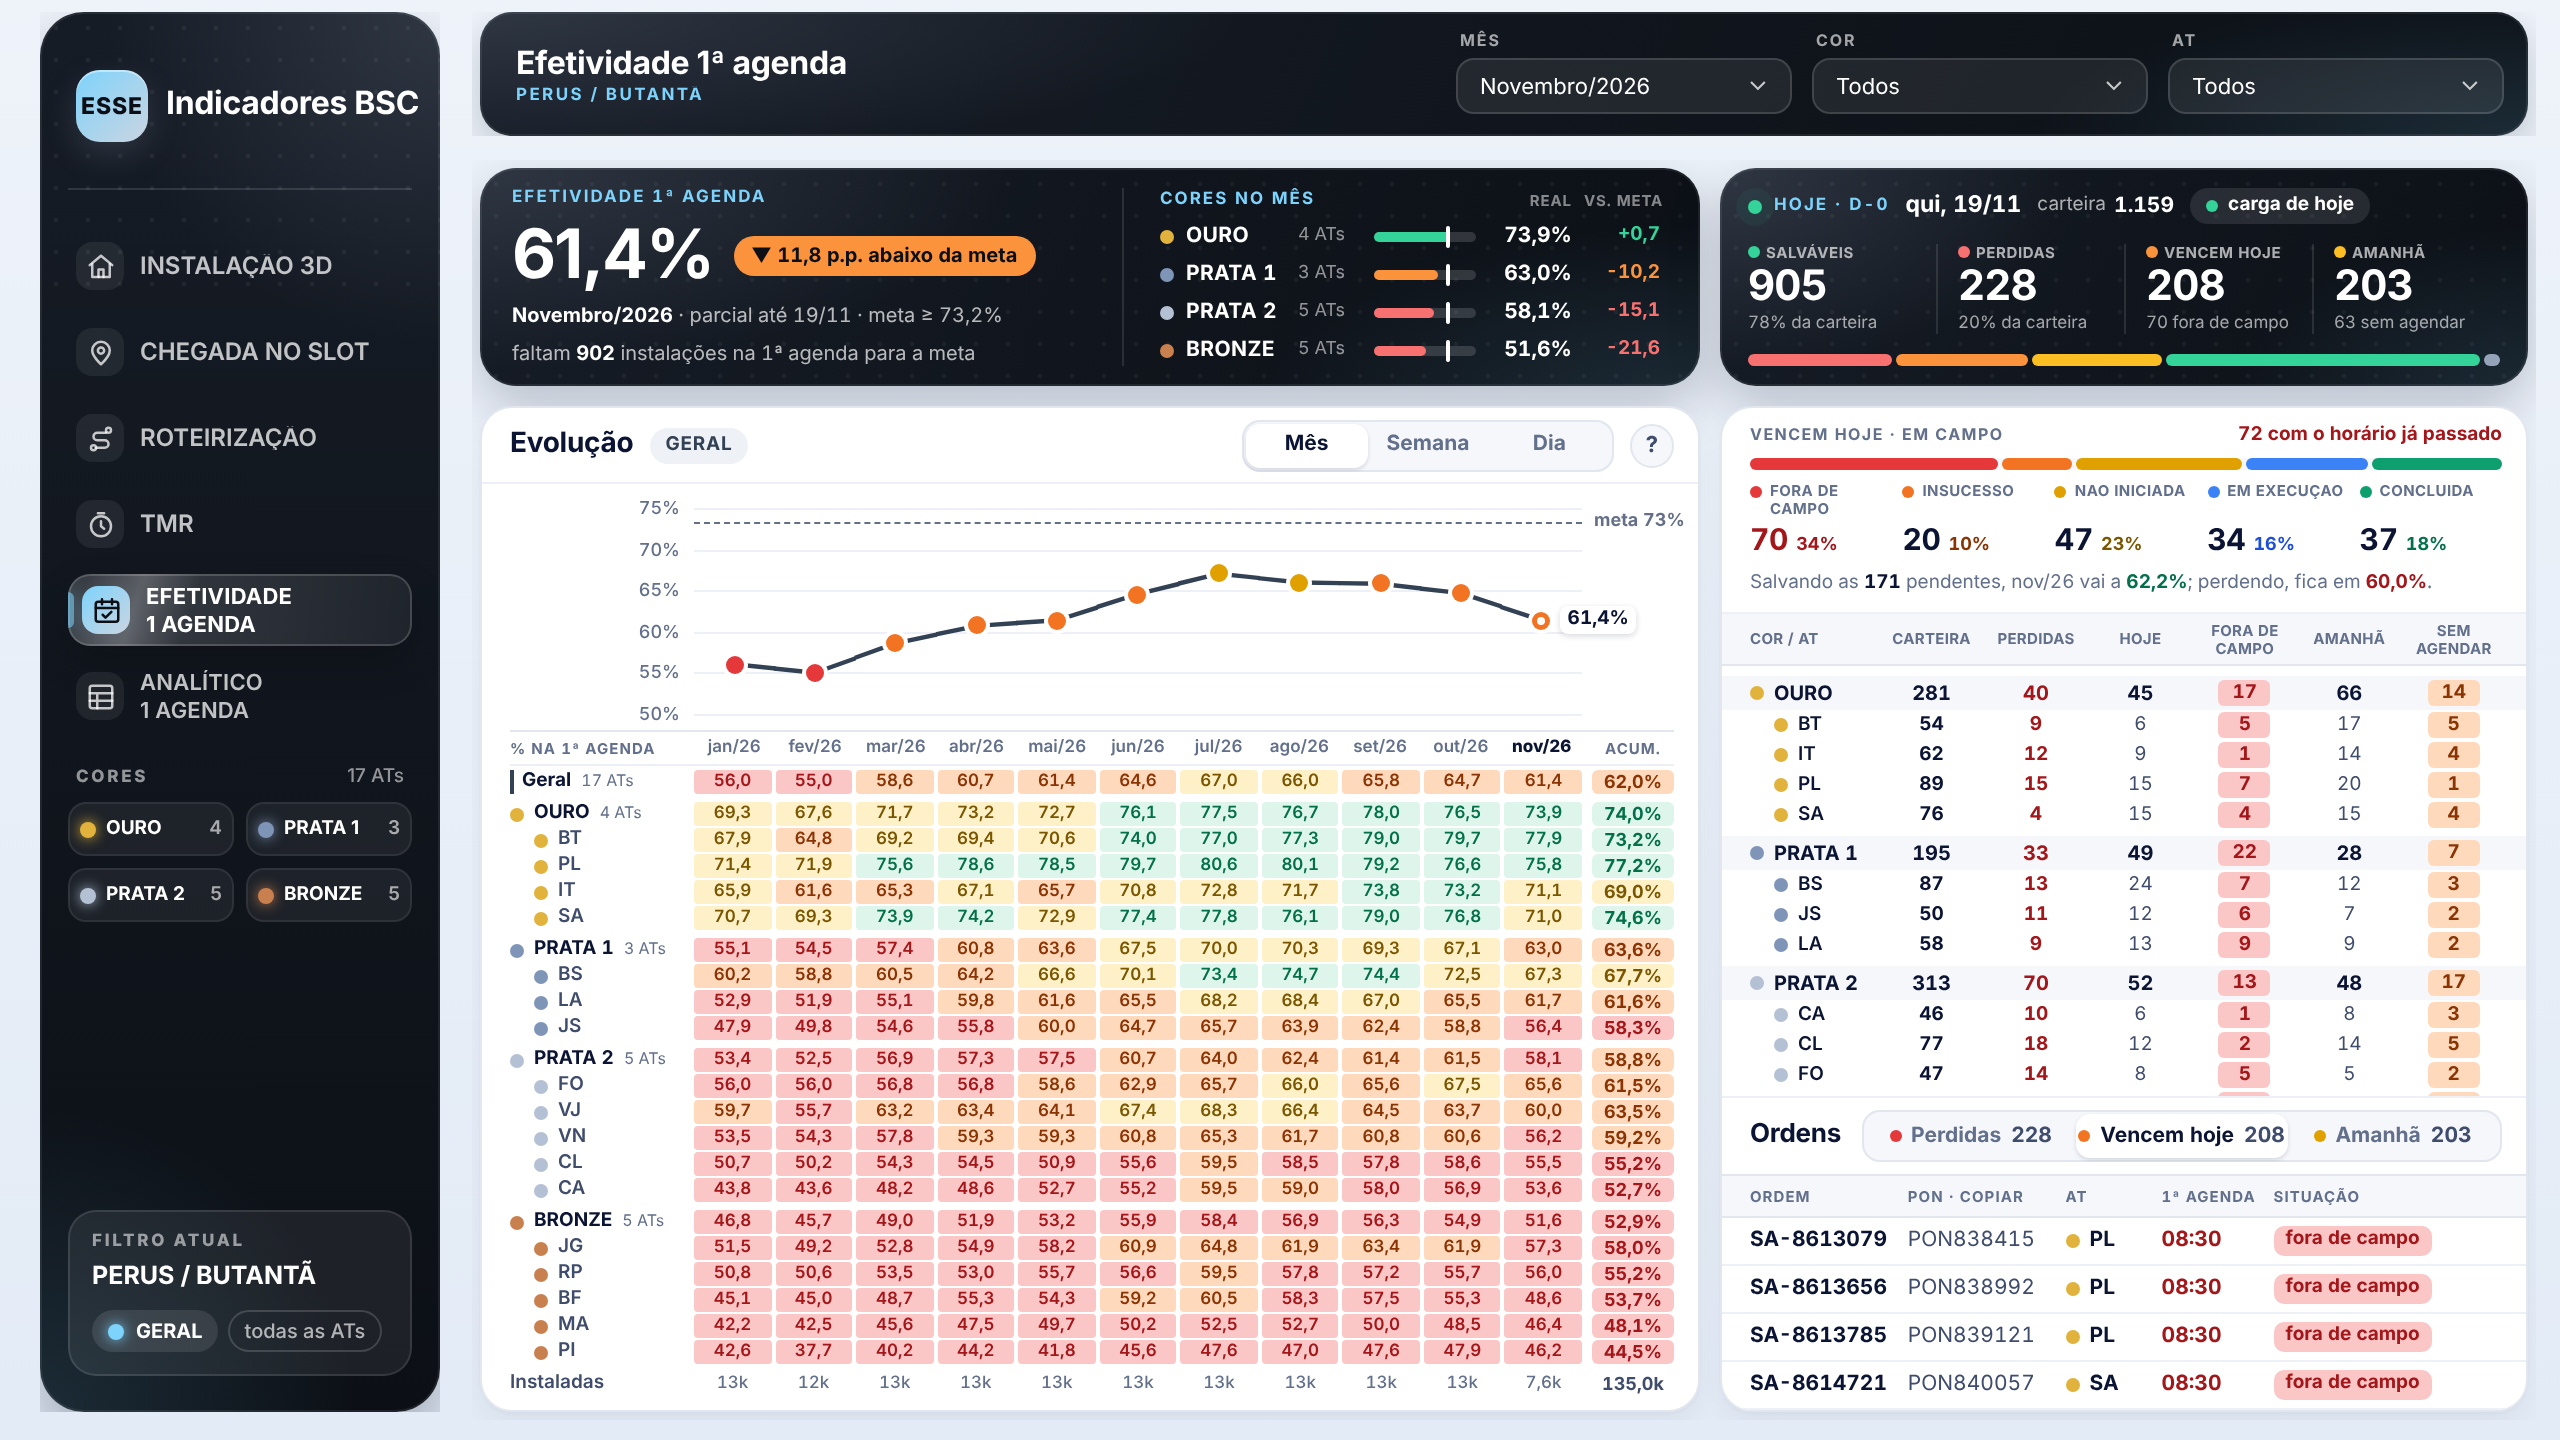 ESSE Indicadores BSC
INSTALAÇÃO 3D
CHEGADA NO SLOT
ROTEIRIZAÇÃO
TMR
EFETIVIDADE
1 AGENDA
ANALÍTICO
1 AGENDA
CORES 17 ATs
OURO 4 PRATA 1 3
PRATA 2 5 BRONZE 5
FILTRO ATUAL
PERUS / BUTANTÃ
GERAL todas as ATs
Efetividade 1ª agenda
PERUS / BUTANTA
MÊS COR AT
Novembro/2026 Todos Todos
EFETIVIDADE 1ª AGENDA
61,4% ▼ 11,8 p.p. abaixo da meta
Novembro/2026 · parcial até 19/11 · meta ≥ 73,2%
faltam 902 instalações na 1ª agenda para a meta
CORES NO MÊS REAL VS. META
OURO 4 ATs 73,9% +0,7
PRATA 1 3 ATs 63,0% -10,2
PRATA 2 5 ATs 58,1% -15,1
BRONZE 5 ATs 51,6% -21,6
HOJE · D-0 qui, 19/11 carteira 1.159 carga de hoje
SALVÁVEIS PERDIDAS VENCEM HOJE AMANHÃ
905 228 208 203
78% da carteira 20% da carteira 70 fora de campo 63 sem agendar
Evolução GERAL Mês Semana Dia ?
75%
meta 73%
70%
65%
60%
61,4%
55%
50%
% NA 1ª AGENDA jan/26 fev/26 mar/26 abr/26 mai/26 jun/26 jul/26 ago/26 set/26 out/26 nov/26 ACUM.
Geral 17 ATs 56,0 55,0 58,6 60,7 61,4 64,6 67,0 66,0 65,8 64,7 61,4 62,0%
OURO 4 ATs 69,3 67,6 71,7 73,2 72,7 76,1 77,5 76,7 78,0 76,5 73,9 74,0%
BT 67,9 64,8 69,2 69,4 70,6 74,0 77,0 77,3 79,0 79,7 77,9 73,2%
PL 71,4 71,9 75,6 78,6 78,5 79,7 80,6 80,1 79,2 76,6 75,8 77,2%
IT 65,9 61,6 65,3 67,1 65,7 70,8 72,8 71,7 73,8 73,2 71,1 69,0%
SA 70,7 69,3 73,9 74,2 72,9 77,4 77,8 76,1 79,0 76,8 71,0 74,6%
PRATA 1 3 ATs 55,1 54,5 57,4 60,8 63,6 67,5 70,0 70,3 69,3 67,1 63,0 63,6%
BS 60,2 58,8 60,5 64,2 66,6 70,1 73,4 74,7 74,4 72,5 67,3 67,7%
LA 52,9 51,9 55,1 59,8 61,6 65,5 68,2 68,4 67,0 65,5 61,7 61,6%
JS 47,9 49,8 54,6 55,8 60,0 64,7 65,7 63,9 62,4 58,8 56,4 58,3%
PRATA 2 5 ATs 53,4 52,5 56,9 57,3 57,5 60,7 64,0 62,4 61,4 61,5 58,1 58,8%
FO 56,0 56,0 56,8 56,8 58,6 62,9 65,7 66,0 65,6 67,5 65,6 61,5%
VJ 59,7 55,7 63,2 63,4 64,1 67,4 68,3 66,4 64,5 63,7 60,0 63,5%
VN 53,5 54,3 57,8 59,3 59,3 60,8 65,3 61,7 60,8 60,6 56,2 59,2%
CL 50,7 50,2 54,3 54,5 50,9 55,6 59,5 58,5 57,8 58,6 55,5 55,2%
CA 43,8 43,6 48,2 48,6 52,7 55,2 59,5 59,0 58,0 56,9 53,6 52,7%
BRONZE 5 ATs 46,8 45,7 49,0 51,9 53,2 55,9 58,4 56,9 56,3 54,9 51,6 52,9%
JG 51,5 49,2 52,8 54,9 58,2 60,9 64,8 61,9 63,4 61,9 57,3 58,0%
RP 50,8 50,6 53,5 53,0 55,7 56,6 59,5 57,8 57,2 55,7 56,0 55,2%
BF 45,1 45,0 48,7 55,3 54,3 59,2 60,5 58,3 57,5 55,3 48,6 53,7%
MA 42,2 42,5 45,6 47,5 49,7 50,2 52,5 52,7 50,0 48,5 46,4 48,1%
PI 42,6 37,7 40,2 44,2 41,8 45,6 47,6 47,0 47,6 47,9 46,2 44,5%
Instaladas 13k 12k 13k 13k 13k 13k 13k 13k 13k 13k 7,6k 135,0k
VENCEM HOJE · EM CAMPO 72 com o horário já passado
FORA DE CAMPO INSUCESSO NAO INICIADA EM EXECUÇAO CONCLUIDA
70 34% 20 10% 47 23% 34 16% 37 18%
Salvando as 171 pendentes, nov/26 vai a 62,2%; perdendo, fica em 60,0%.
COR / AT CARTEIRA PERDIDAS HOJE FORA DE CAMPO AMANHÃ SEM AGENDAR
OURO 281 40 45 17 66 14
BT 54 9 6 5 17 5
IT 62 12 9 1 14 4
PL 89 15 15 7 20 1
SA 76 4 15 4 15 4
PRATA 1 195 33 49 22 28 7
BS 87 13 24 7 12 3
JS 50 11 12 6 7 2
LA 58 9 13 9 9 2
PRATA 2 313 70 52 13 48 17
CA 46 10 6 1 8 3
CL 77 18 12 2 14 5
FO 47 14 8 5 5 2
Ordens Perdidas 228 Vencem hoje 208 Amanhã 203
ORDEM PON · COPIAR AT 1ª AGENDA SITUAÇÃO
SA-8613079 PON838415 PL 08:30 fora de campo
SA-8613656 PON838992 PL 08:30 fora de campo
SA-8613785 PON839121 PL 08:30 fora de campo
SA-8614721 PON840057 SA 08:30 fora de campo